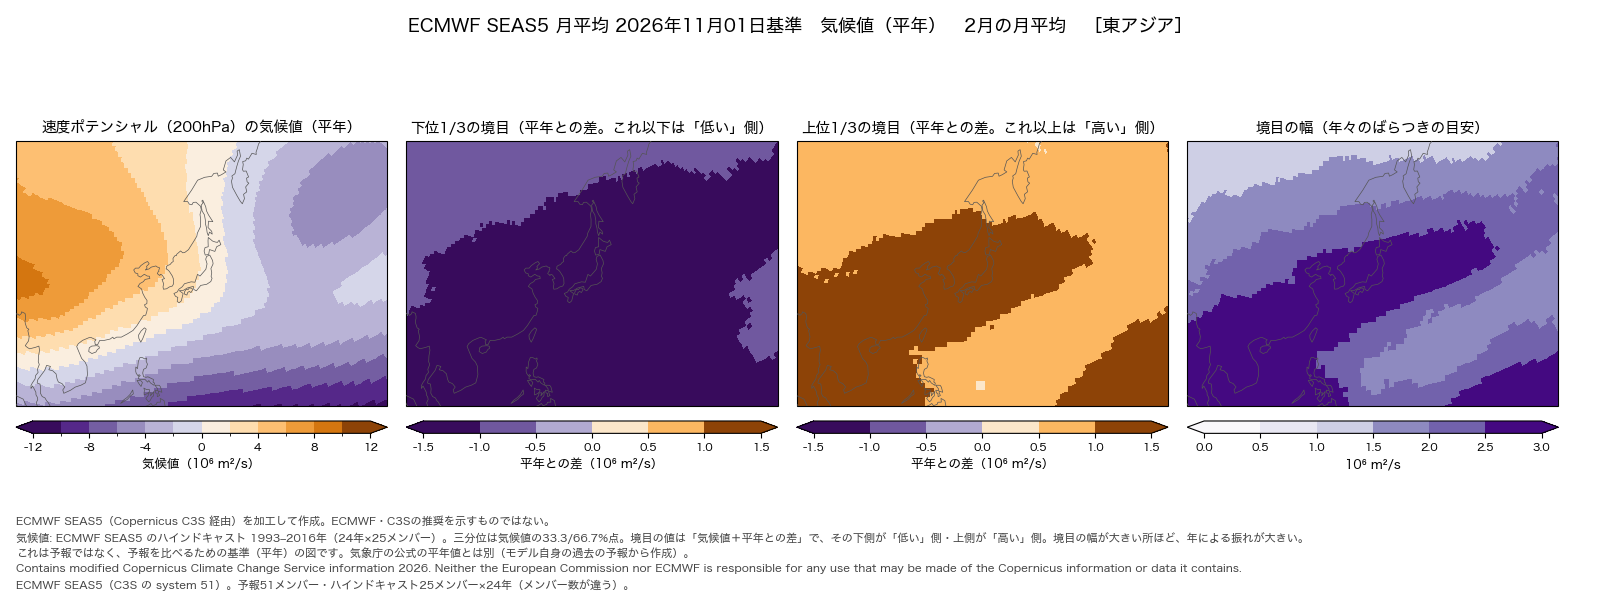 ECMWF SEAS5 月平均 2026年11月01日基準　気候値（平年）　2月の月平均　［東アジア］
速度ポテンシャル（200hPa）の気候値（平年）
下位1/3の境目（平年との差。これ以下は「低い」側）
上位1/3の境目（平年との差。これ以上は「高い」側）
境目の幅（年々のばらつきの目安）
-12 -8 -4 0 4 8 12
気候値（10⁶ m²/s）
-1.5 -1.0 -0.5 0.0 0.5 1.0 1.5
平年との差（10⁶ m²/s）
-1.5 -1.0 -0.5 0.0 0.5 1.0 1.5
平年との差（10⁶ m²/s）
0.0 0.5 1.0 1.5 2.0 2.5 3.0
10⁶ m²/s
ECMWF SEAS5（Copernicus C3S 経由）を加工して作成。ECMWF・C3Sの推奨を示すものではない。
気候値: ECMWF SEAS5 のハインドキャスト 1993–2016年（24年×25メンバー）。三分位は気候値の33.3/66.7%点。境目の値は「気候値＋平年との差」で、その下側が「低い」側・上側が「高い」側。境目の幅が大きい所ほど、年による振れが大きい。
これは予報ではなく、予報を比べるための基準（平年）の図です。気象庁の公式の平年値とは別（モデル自身の過去の予報から作成）。
Contains modified Copernicus Climate Change Service information 2026. Neither the European Commission nor ECMWF is responsible for any use that may be made of the Copernicus information or data it contains.
ECMWF SEAS5（C3S の system 51）。予報51メンバー・ハインドキャスト25メンバー×24年（メンバー数が違う）。